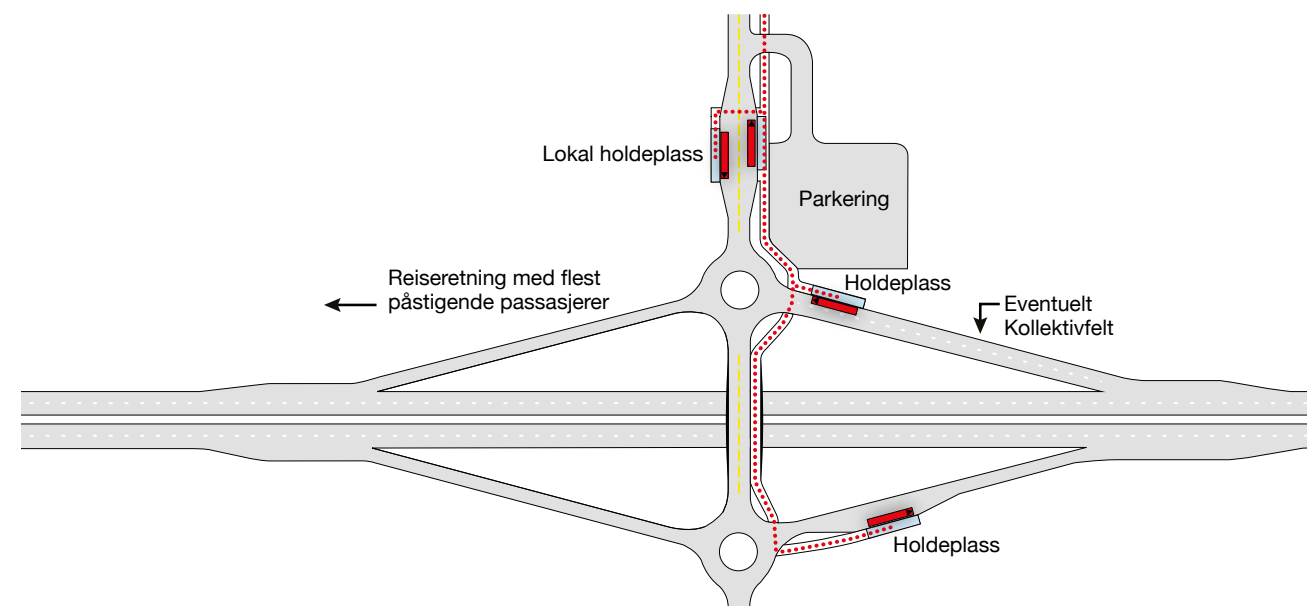 Lokal holdeplass
Parkering
Reiseretning med flest
påstigende passasjerer
Holdeplass
Eventuelt
Kollektivfelt
Holdeplass